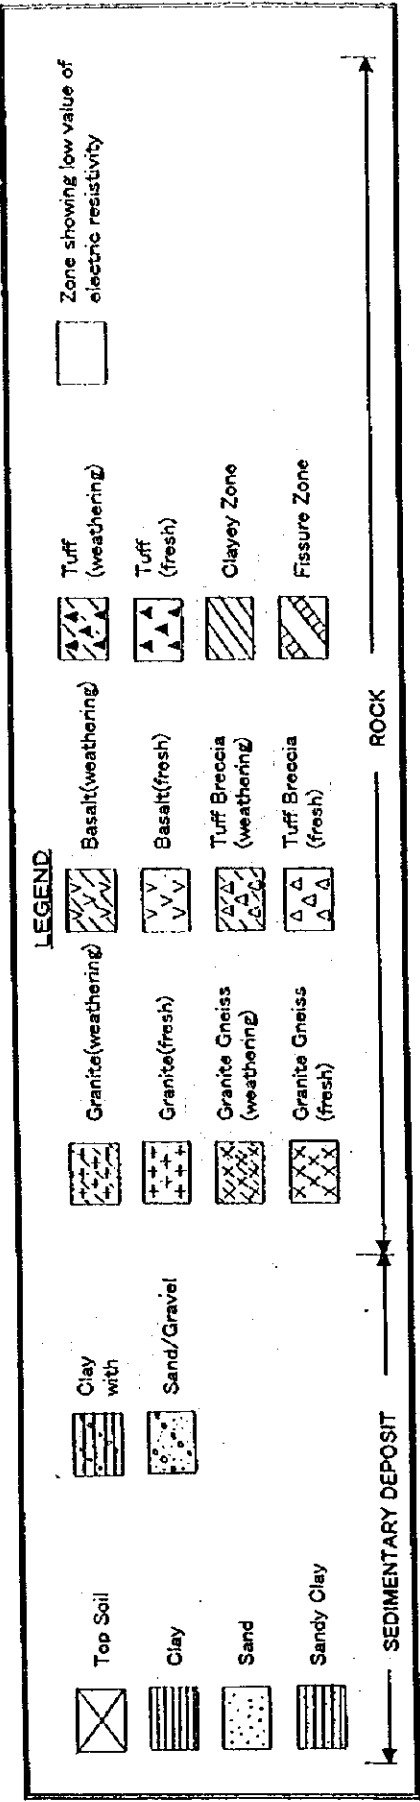 LEGEND
Top Soil
Clay
Sand
Sandy Clay
Clay
with
Sand/Gravel
Granite(weathering)
Granite(fresh)
Granite Gneiss
(weathering)
Granite Gneiss
(fresh)
Basalt(weathering)
Basalt(fresh)
Tuff Breccia
(weathering)
Tuff Breccia
(fresh)
Tuff
(weathering)
Tuff
(fresh)
Clayey Zone
Fissure Zone
Zone showing low value of
electric resistivity
SEDIMENTARY DEPOSIT
ROCK